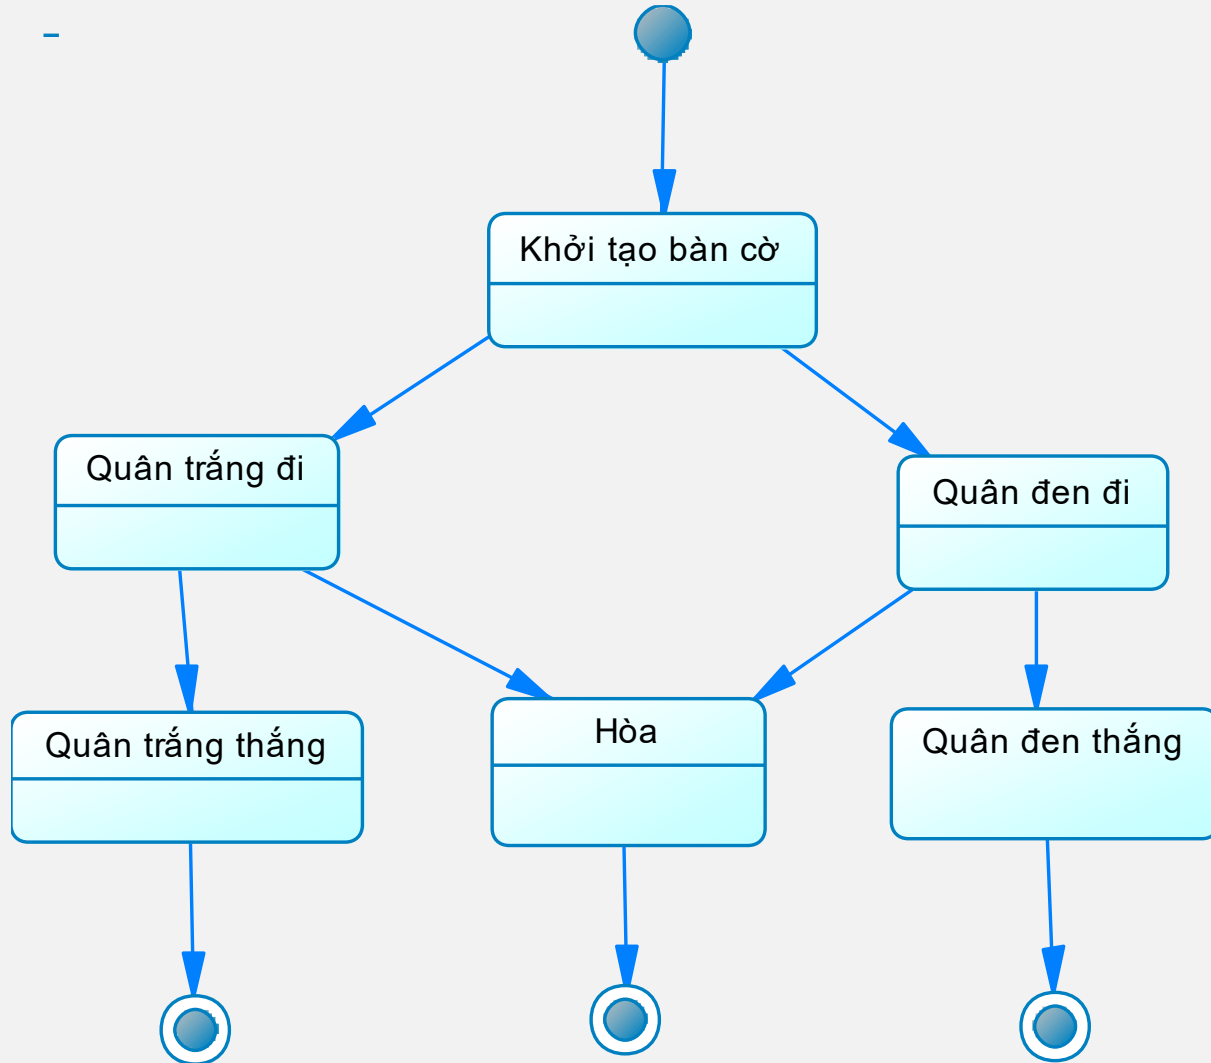 Khởi tạo bàn cờ
Quân trắng đi
Quân đen đi
Quân trắng thắng
Hòa
Quân đen thắng